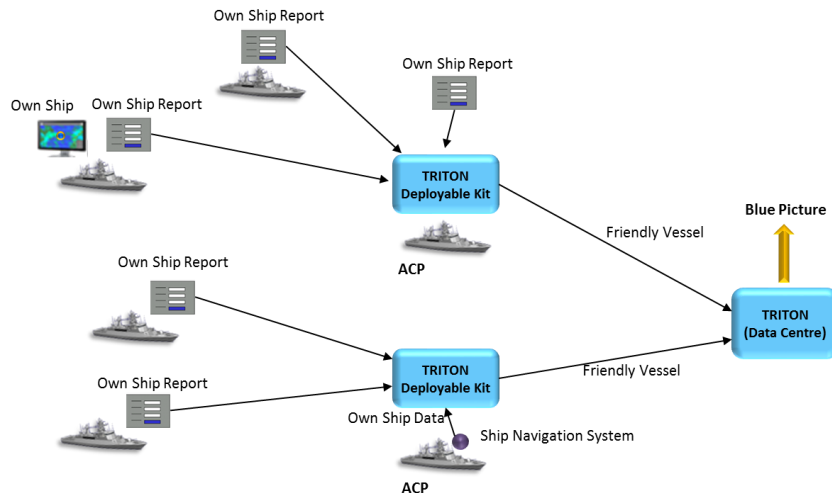 Own Ship Report
Own Ship Report
Own Ship
Own Ship Report
TRITON
Deployable Kit
ACP
Friendly Vessel
Blue Picture
Own Ship Report
TRITON
(Data Centre)
TRITON
Deployable Kit
Friendly Vessel
Own Ship Report
Own Ship Data
Ship Navigation System
ACP